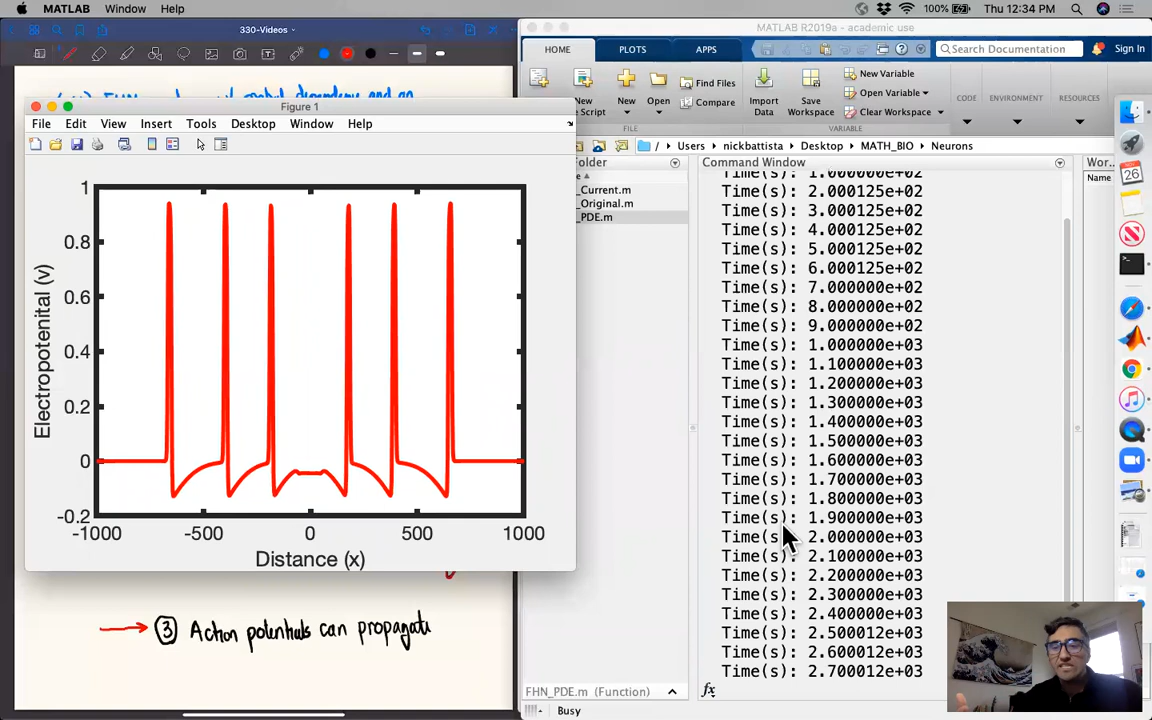 MATLAB Window Help
100% Thu 12:34 PM
330-Videos
MATLAB R2019a - academic use
HOME PLOTS APPS
Search Documentation
Sign In
New Script
New
Open
Find Files
Compare
Import Data
Save Workspace
New Variable
Open Variable
Clear Workspace
FILE
VARIABLE
CODE
ENVIRONMENT
RESOURCES
/ Users nickbattista Desktop MATH_BIO Neurons
Figure 1
File Edit View Insert Tools Desktop Window Help
Folder
_Current.m
_Original.m
_PDE.m
Command Window
Wor...
Name
26
Time(s): 1.000000e+02
Time(s): 2.000125e+02
Time(s): 3.000125e+02
Time(s): 4.000125e+02
Time(s): 5.000125e+02
Time(s): 6.000125e+02
Time(s): 7.000000e+02
Time(s): 8.000000e+02
Time(s): 9.000000e+02
Time(s): 1.000000e+03
Time(s): 1.100000e+03
Time(s): 1.200000e+03
Time(s): 1.300000e+03
Time(s): 1.400000e+03
Time(s): 1.500000e+03
Time(s): 1.600000e+03
Time(s): 1.700000e+03
Time(s): 1.800000e+03
Time(s): 1.900000e+03
Time(s): 2.000000e+03
Time(s): 2.100000e+03
Time(s): 2.200000e+03
Time(s): 2.300000e+03
Time(s): 2.400000e+03
Time(s): 2.500012e+03
Time(s): 2.600012e+03
Time(s): 2.700012e+03
fx
1
0.8
0.6
0.4
0.2
0
-0.2
-1000 -500 0 500 1000
Electropotenital (v)
Distance (x)
③ Action potentials can propagate
FHN_PDE.m (Function)
Busy